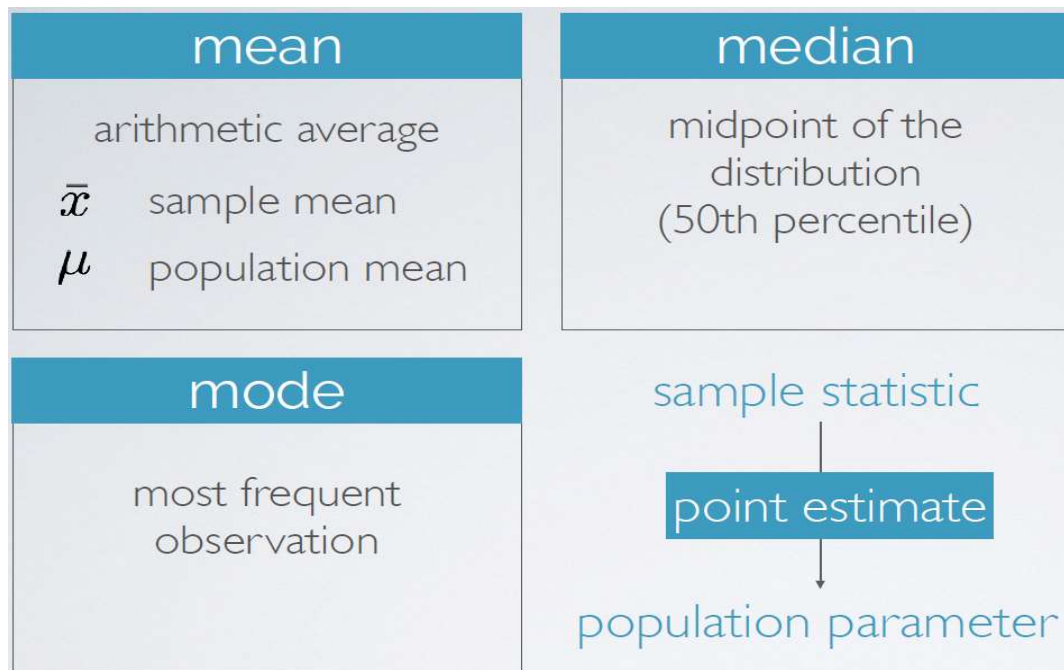 mean
arithmetic average
x̄ sample mean
μ population mean
median
midpoint of the
distribution
(50th percentile)
mode
most frequent
observation
sample statistic
point estimate
population parameter